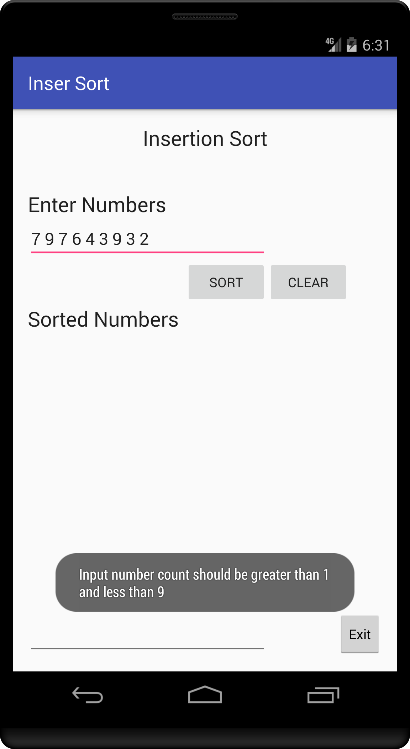 4G 6:31
Inser Sort
Insertion Sort
Enter Numbers
7 9 7 6 4 3 9 3 2
SORT CLEAR
Sorted Numbers
Input number count should be greater than 1
and less than 9
Exit